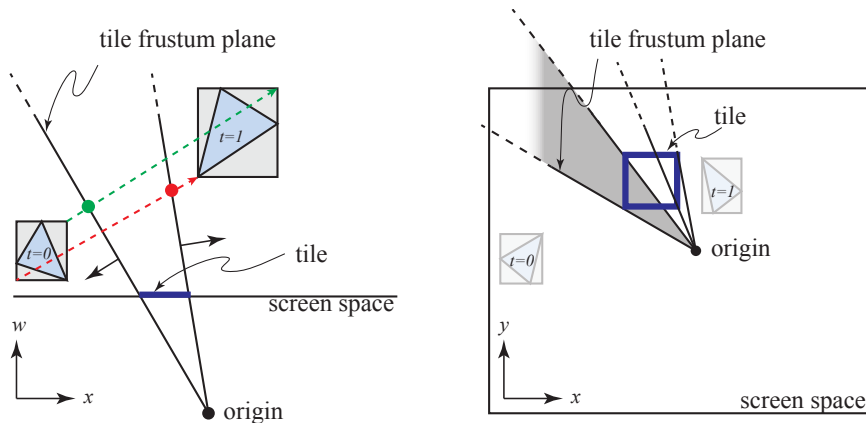 tile frustum plane
t=1
t=0
tile
screen space
w
x
origin
tile frustum plane
tile
t=1
origin
t=0
y
x
screen space